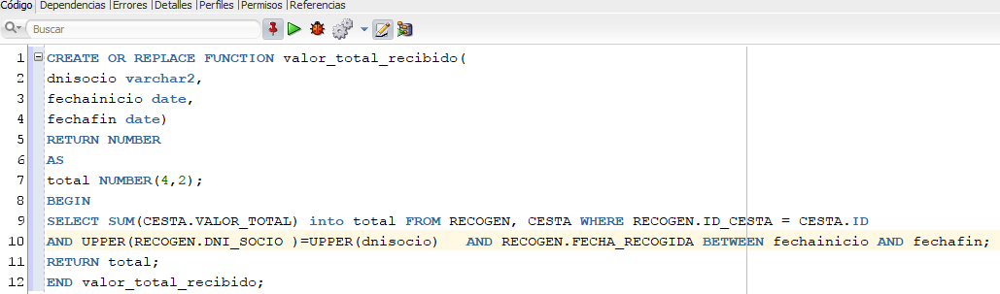 Código | Dependencias | Errores | Detalles | Perfiles | Permisos | Referencias
Buscar
1 CREATE OR REPLACE FUNCTION valor_total_recibido(
2 dnisocio varchar2,
3 fechainicio date,
4 fechafin date)
5 RETURN NUMBER
6 AS
7 total NUMBER(4,2);
8 BEGIN
9 SELECT SUM(CESTA.VALOR_TOTAL) into total FROM RECOGEN, CESTA WHERE RECOGEN.ID_CESTA = CESTA.ID
10 AND UPPER(RECOGEN.DNI_SOCIO )=UPPER(dnisocio)   AND RECOGEN.FECHA_RECOGIDA BETWEEN fechainicio AND fechafin;
11 RETURN total;
12 END valor_total_recibido;